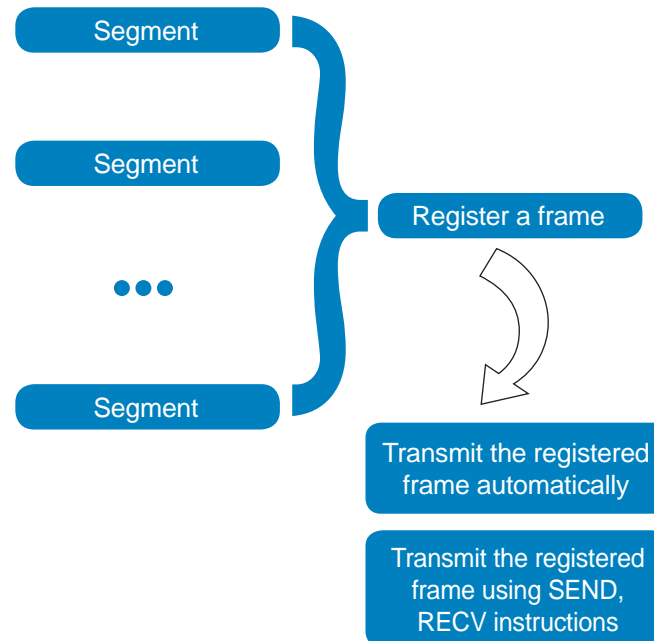 Segment
Segment
Register a frame
Segment
Transmit the registered
frame automatically
Transmit the registered
frame using SEND,
RECV instructions